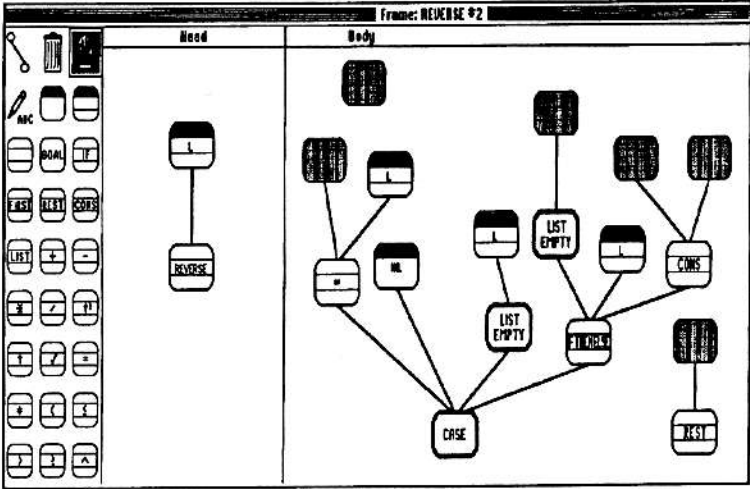 Frame: REVERSE #2
Head
Body
ABC
GOAL
IF
FIRST
REST
CONS
LIST
+
-
/
=
L
REVERSE
L
L
NIL
L
LIST
EMPTY
LIST
EMPTY
=
CONS
CASE
REST